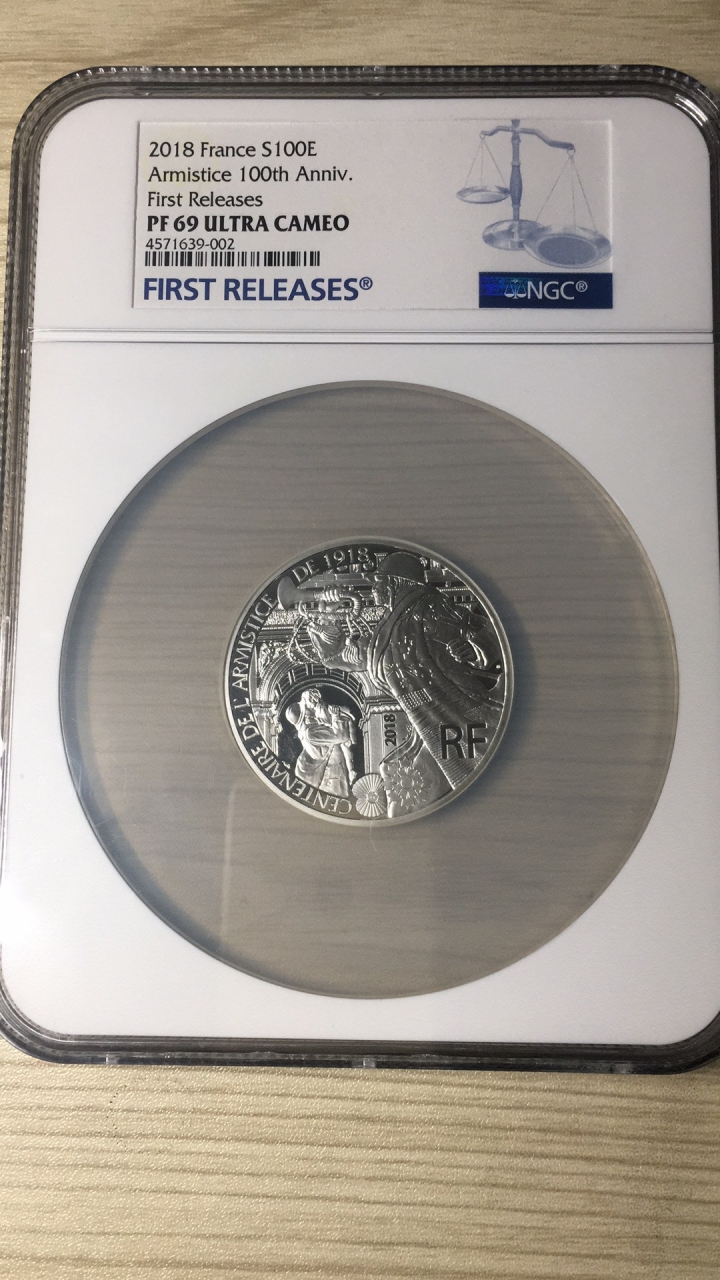 2018 France S100E
Armistice 100th Anniv.
First Releases
PF 69 ULTRA CAMEO
4571639-002
FIRST RELEASES®
NGC®
CENTENAIRE DE L'ARMISTICE DE 1918
2018
RF